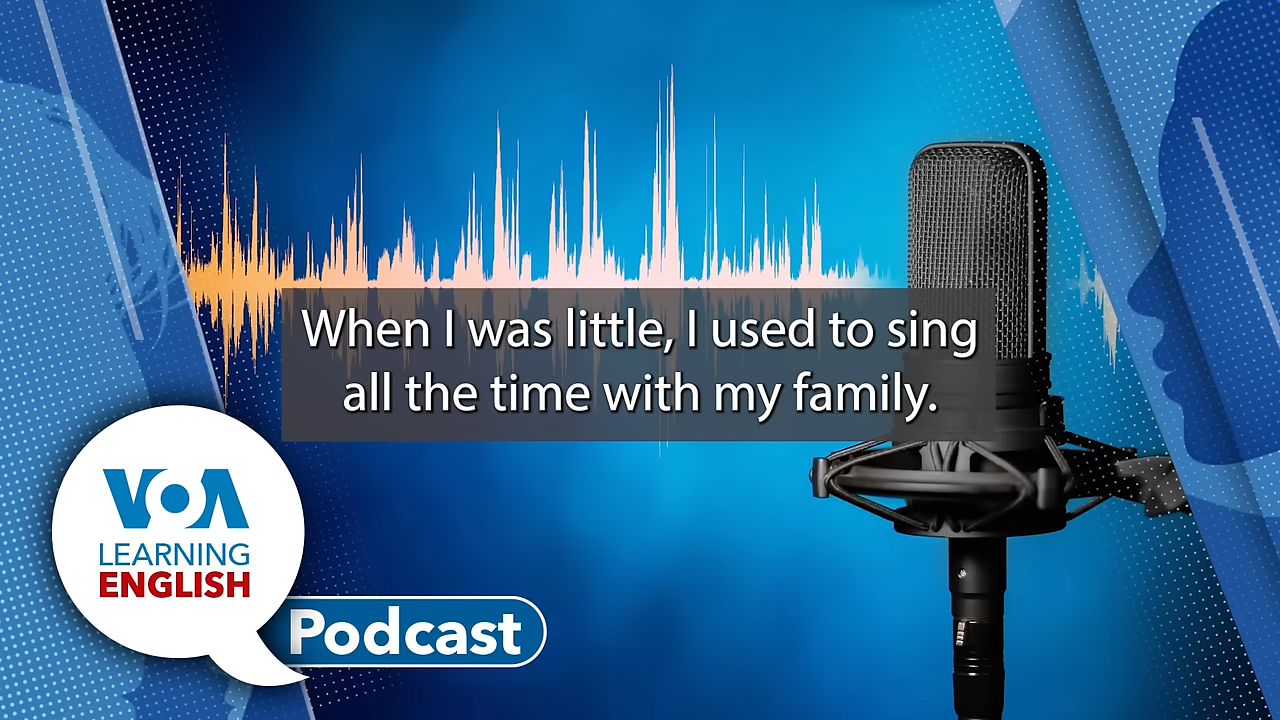 When I was little, I used to sing
all the time with my family.
VOA
LEARNING
ENGLISH
Podcast